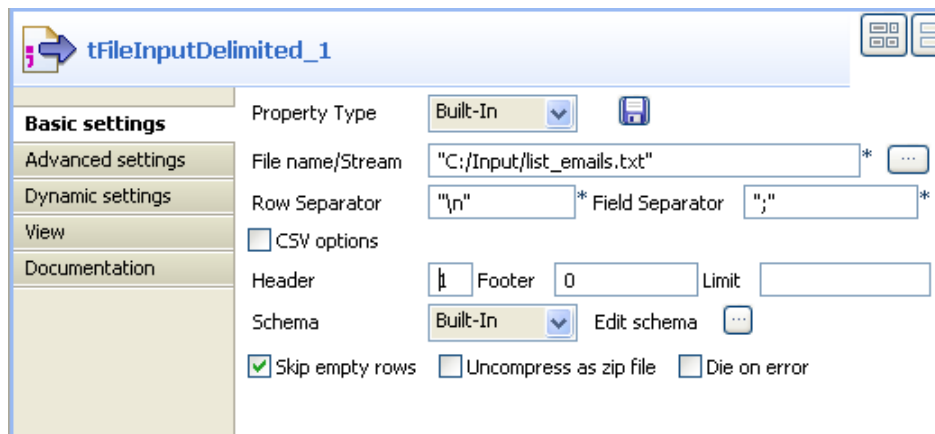 tFileInputDelimited_1
Basic settings
Advanced settings
Dynamic settings
View
Documentation
Property Type Built-In
File name/Stream "C:/Input/list_emails.txt" * ...
Row Separator "\n" * Field Separator ";" *
CSV options
Header 1 Footer 0 Limit
Schema Built-In Edit schema ...
Skip empty rows Uncompress as zip file Die on error